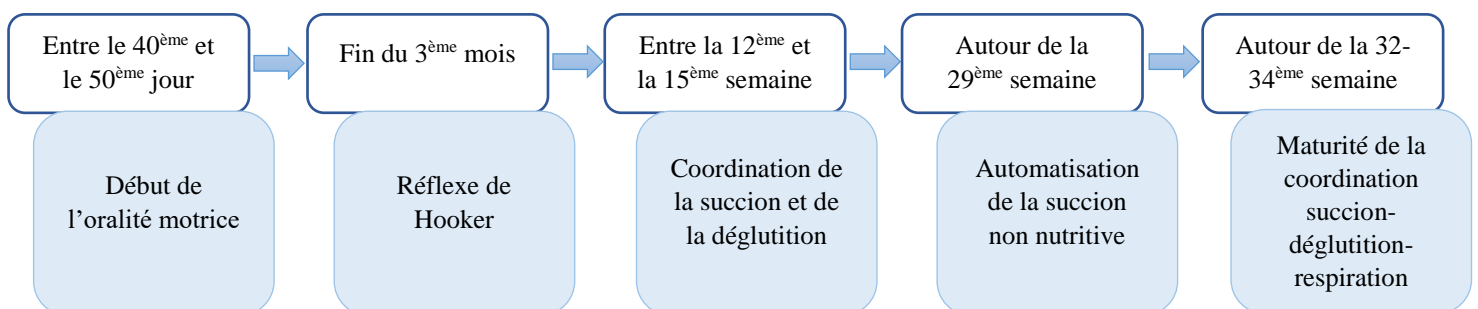 Entre le 40ème et
le 50ème jour
Début de
l’oralité motrice
Fin du 3ème mois
Réflexe de
Hooker
Entre la 12ème et
la 15ème semaine
Coordination de
la succion et de
la déglutition
Autour de la
29ème semaine
Automatisation
de la succion
non nutritive
Autour de la 32-
34ème semaine
Maturité de la
coordination
succion-
déglutition-
respiration